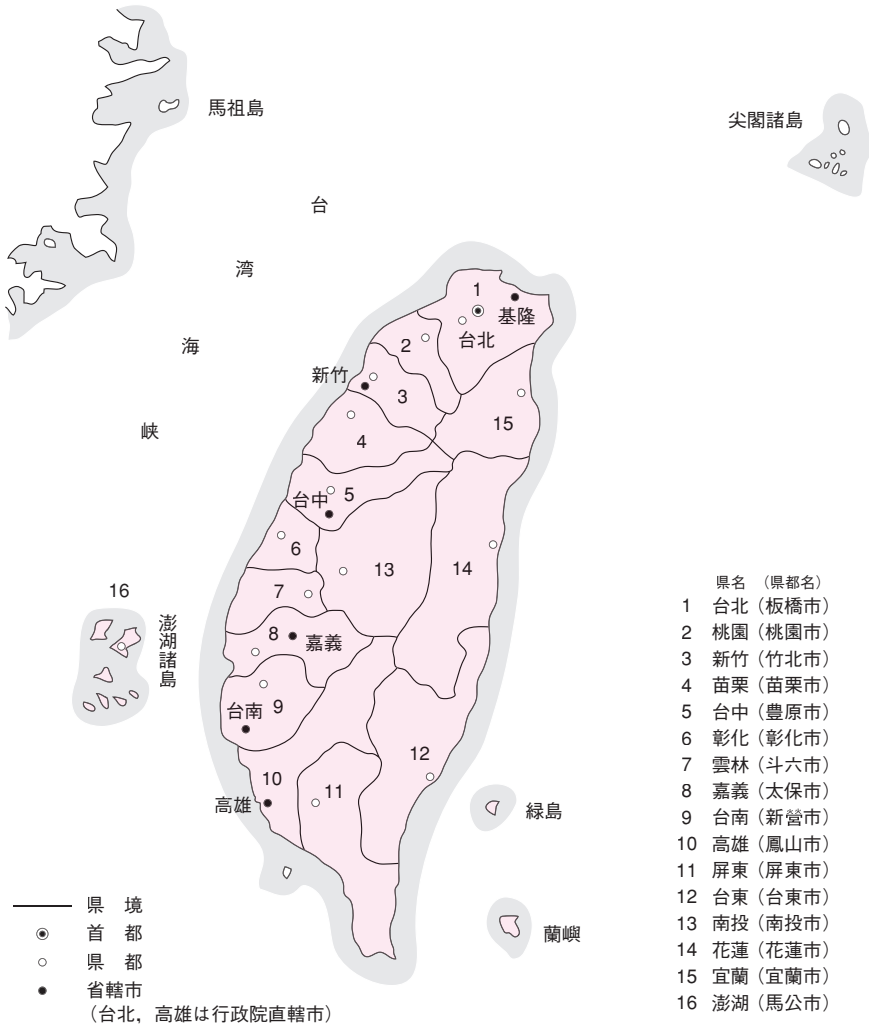 馬祖島
尖閣諸島
台
湾
海
峡
1
基隆
台北
2
新竹
3
15
4
5
台中
6
13
14
7
16
澎湖諸島
8
嘉義
台南
9
12
10
11
高雄
緑島
蘭嶼
県境
首都
県都
省轄市
(台北，高雄は行政院直轄市)
県名 (県都名)
1 台北 (板橋市)
2 桃園 (桃園市)
3 新竹 (竹北市)
4 苗栗 (苗栗市)
5 台中 (豊原市)
6 彰化 (彰化市)
7 雲林 (斗六市)
8 嘉義 (太保市)
9 台南 (新營市)
10 高雄 (鳳山市)
11 屏東 (屏東市)
12 台東 (台東市)
13 南投 (南投市)
14 花蓮 (花蓮市)
15 宜蘭 (宜蘭市)
16 澎湖 (馬公市)